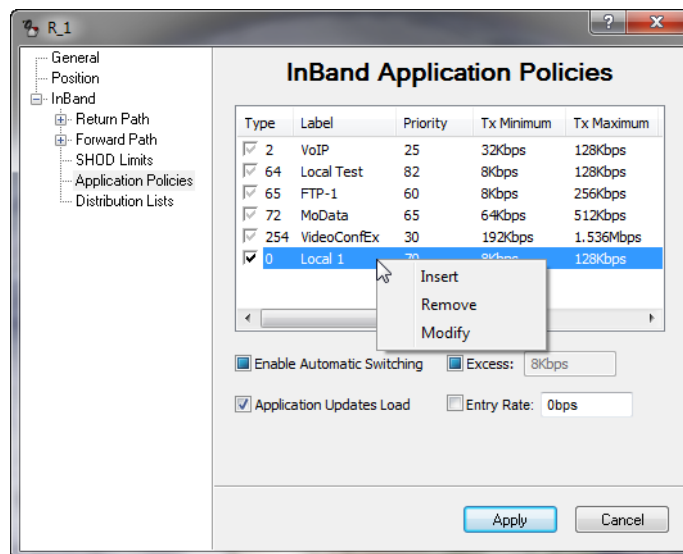 R_1
General
Position
InBand
Return Path
Forward Path
SHOD Limits
Application Policies
Distribution Lists
InBand Application Policies
Type Label Priority Tx Minimum Tx Maximum
2 VoIP 25 32Kbps 128Kbps
64 Local Test 82 8Kbps 128Kbps
65 FTP-1 60 8Kbps 256Kbps
72 MoData 65 64Kbps 512Kbps
254 VideoConfEx 30 192Kbps 1.536Mbps
0 Local 1 70 8Kbps 128Kbps
Insert
Remove
Modify
Enable Automatic Switching Excess: 8Kbps
Application Updates Load Entry Rate: 0bps
Apply Cancel